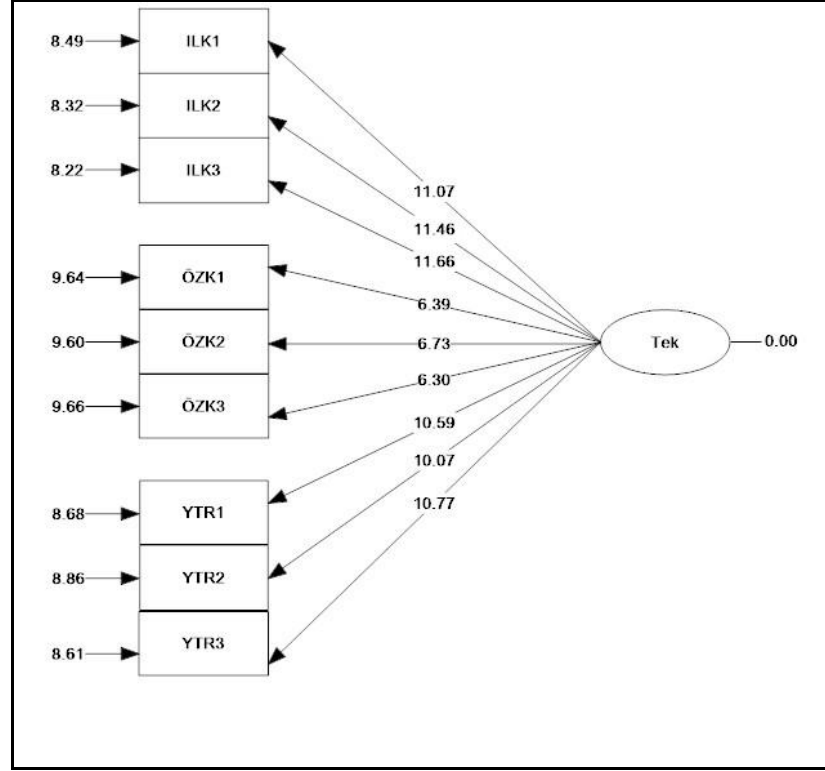 8.49 ILK1
8.32 ILK2
8.22 ILK3
9.64 ÖZK1
9.60 ÖZK2
9.66 ÖZK3
8.68 YTR1
8.86 YTR2
8.61 YTR3
11.07
11.46
11.66
6.39
6.73
6.30
10.59
10.07
10.77
Tek 0.00